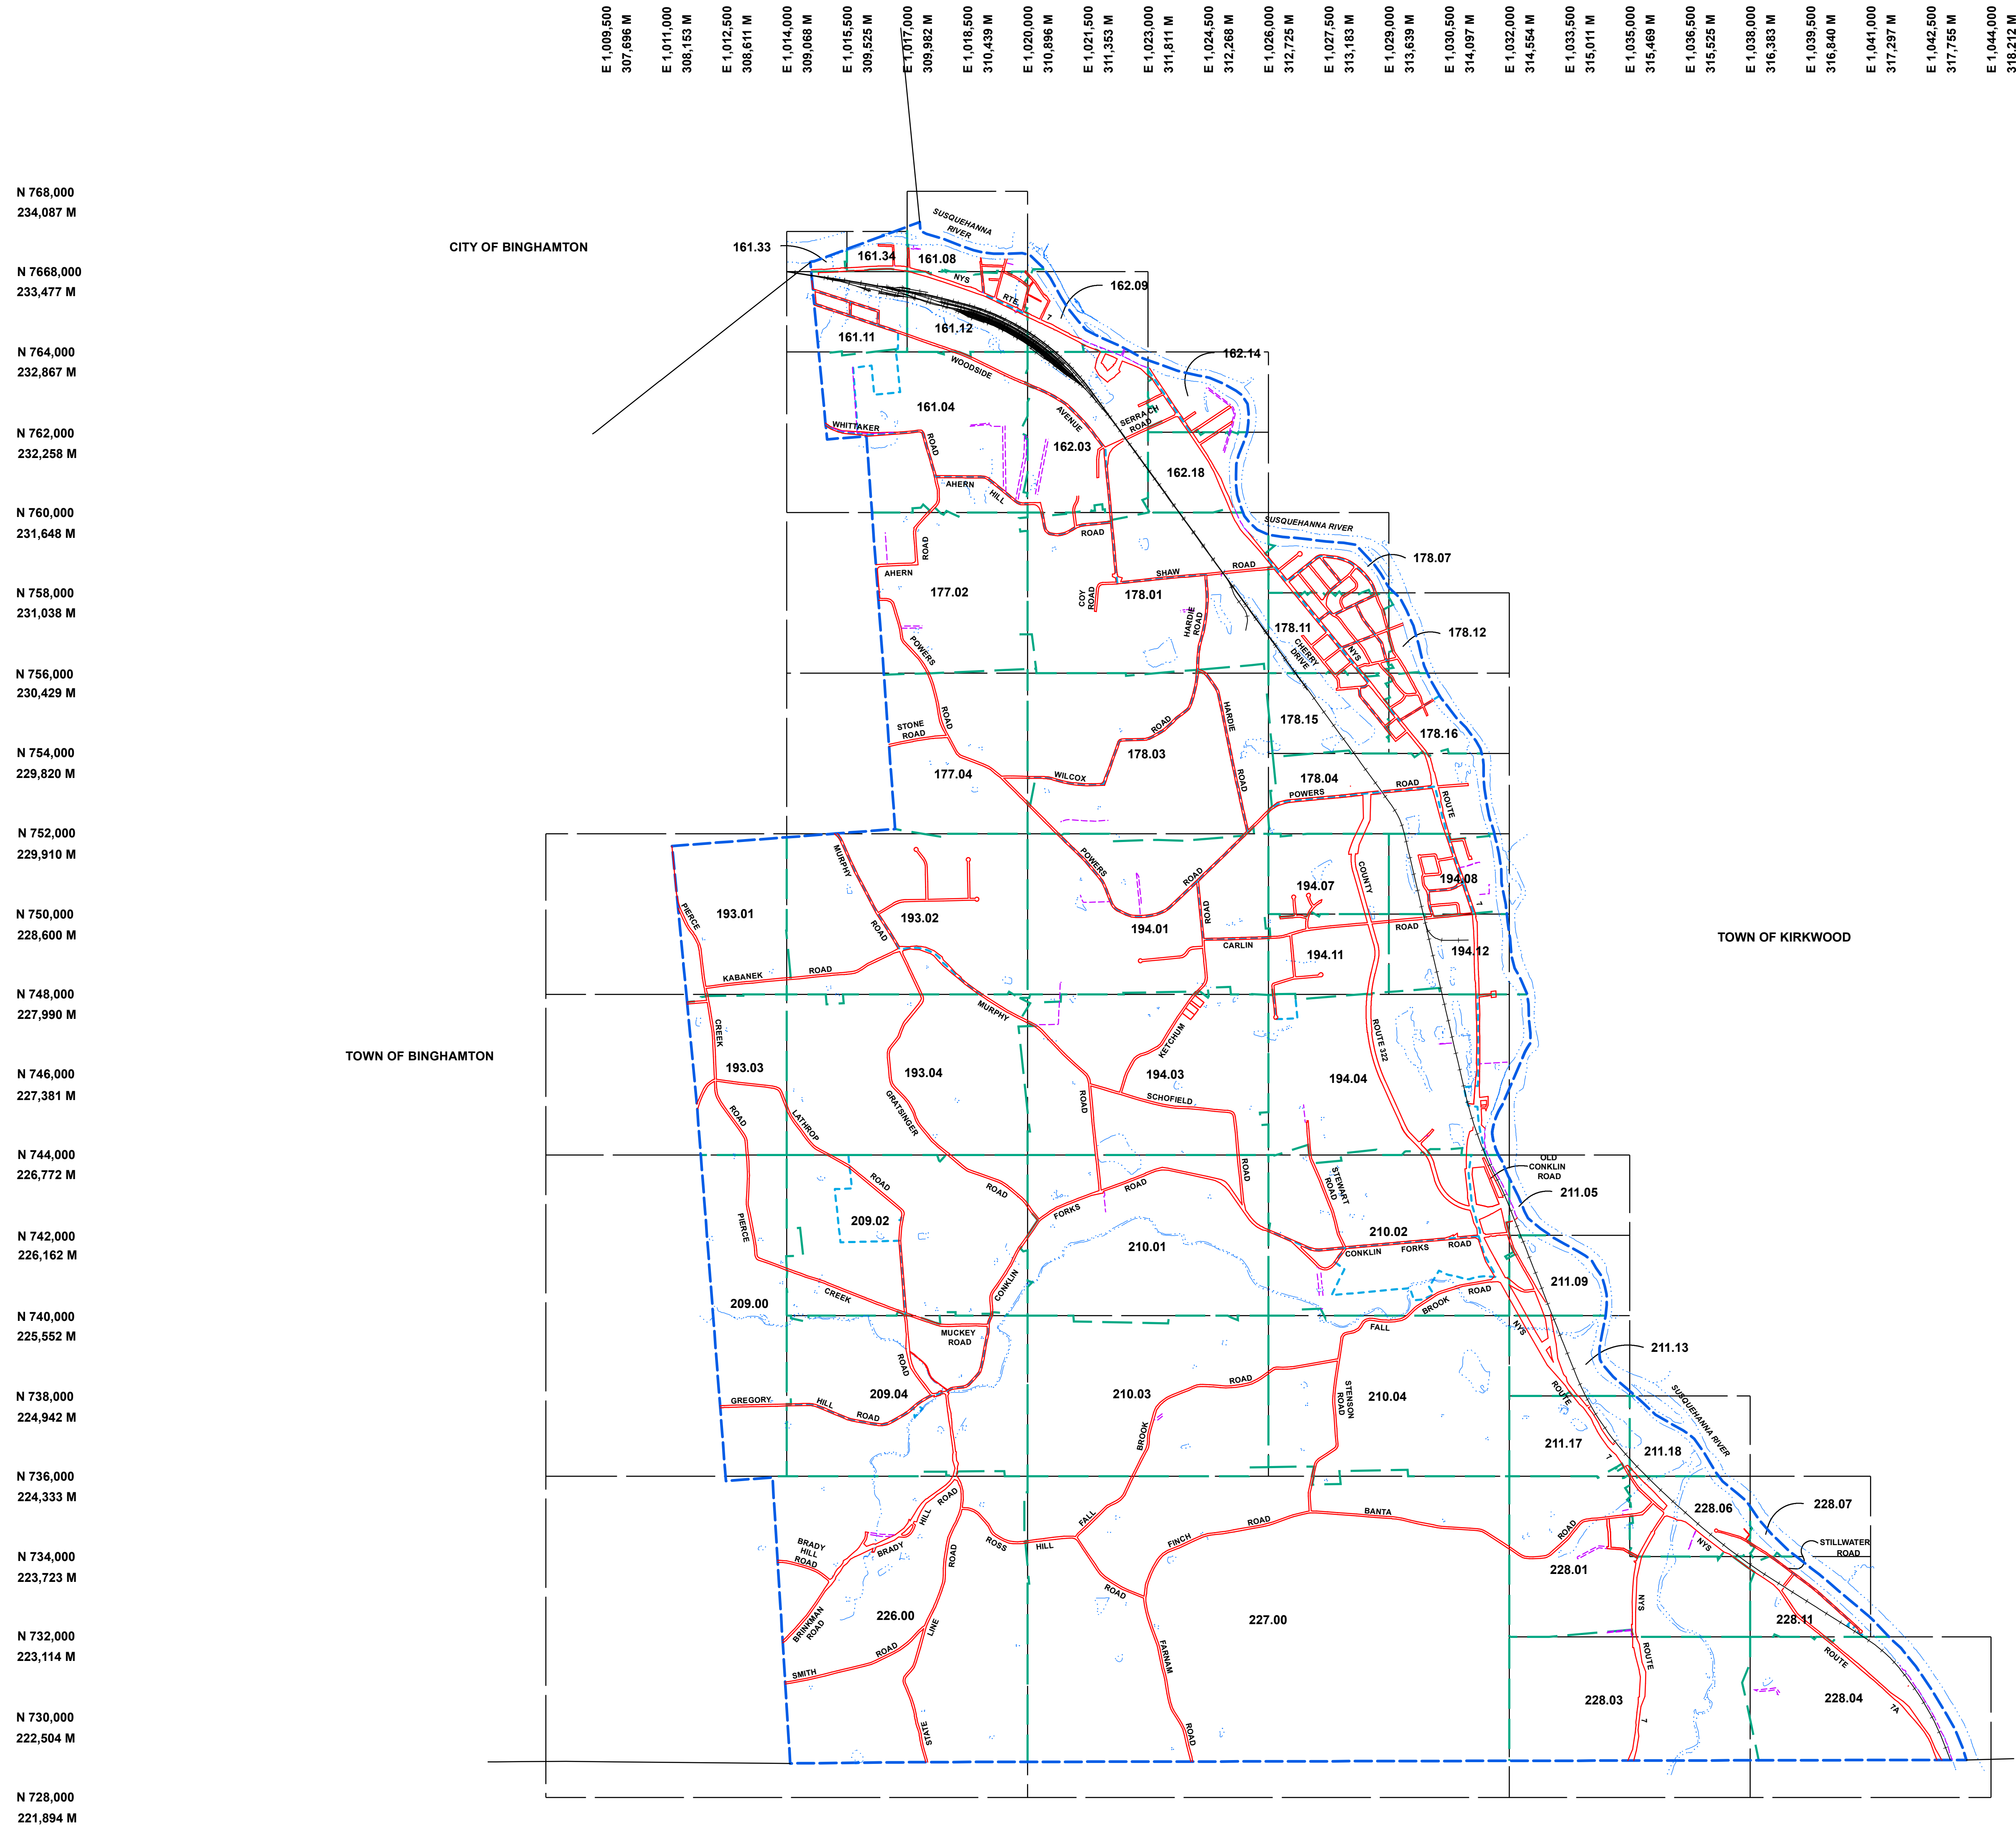 E 1,009,500
307,696 M
E 1,011,000
308,153 M
E 1,012,500
308,611 M
E 1,014,000
309,068 M
E 1,015,500
309,525 M
E 1,017,000
309,982 M
E 1,018,500
310,439 M
E 1,020,000
310,896 M
E 1,021,500
311,353 M
E 1,023,000
311,811 M
E 1,024,500
312,268 M
E 1,026,000
312,725 M
E 1,027,500
313,183 M
E 1,029,000
313,639 M
E 1,030,500
314,097 M
E 1,032,000
314,554 M
E 1,033,500
315,011 M
E 1,035,000
315,469 M
E 1,036,500
315,525 M
E 1,038,000
316,383 M
E 1,039,500
316,840 M
E 1,041,000
317,297 M
E 1,042,500
317,755 M
E 1,044,000
318,212 M
N 768,000
234,087 M
N 7668,000
233,477 M
N 764,000
232,867 M
N 762,000
232,258 M
N 760,000
231,648 M
N 758,000
231,038 M
N 756,000
230,429 M
N 754,000
229,820 M
N 752,000
229,910 M
N 750,000
228,600 M
N 748,000
227,990 M
N 746,000
227,381 M
N 744,000
226,772 M
N 742,000
226,162 M
N 740,000
225,552 M
N 738,000
224,942 M
N 736,000
224,333 M
N 734,000
223,723 M
N 732,000
223,114 M
N 730,000
222,504 M
N 728,000
221,894 M
CITY OF BINGHAMTON
TOWN OF BINGHAMTON
TOWN OF KIRKWOOD
SUSQUEHANNA
RIVER
161.33
161.34
161.08
NYS
RTE.
7
162.09
161.11
161.12
WOODSIDE
AVENUE
162.14
161.04
SERRA CH
ROAD
WHITTAKER
ROAD
162.03
162.18
AHERN
HILL
ROAD
SUSQUEHANNA RIVER
ROAD
AHERN
178.07
177.02
COY
ROAD
SHAW
ROAD
178.01
HARDIE
ROAD
178.11
CHERRY
DRIVE
NYS
178.12
POWERS
ROAD
STONE
ROAD
ROAD
HARDIE
ROAD
178.15
178.16
177.04
WILCOX
178.03
178.04
POWERS
ROAD
ROUTE
MURPHY
ROAD
POWERS
ROAD
COUNTY
194.07
194.08
7
PIERCE
193.01
193.02
194.01
ROAD
CARLIN
ROAD
194.11
194.12
KABANEK
ROAD
CREEK
MURPHY
KETCHUM
ROUTE 322
193.03
193.04
194.03
194.04
ROAD
LATHROP
GRATSINGER
ROAD
SCHOFIELD
ROAD
OLD
CONKLIN
ROAD
ROAD
ROAD
ROAD
STEWART
ROAD
211.05
PIERCE
209.02
FORKS
210.01
210.02
CONKLIN
FORKS
ROAD
209.00
CREEK
CONKLIN
211.09
BROOK
ROAD
MUCKEY
ROAD
FALL
NYS
211.13
ROAD
209.04
GREGORY
HILL
ROAD
210.03
ROAD
STENSON
ROAD
210.04
ROUTE
SUSQUEHANNA RIVER
BROOK
211.17
7
211.18
ROAD
HILL
BRADY
BRADY
HILL
ROAD
ROSS
HILL
FALL
FINCH
ROAD
BANTA
ROAD
228.06
228.07
NYS
STILLWATER
ROAD
ROAD
ROAD
228.01
BRINKMAN
ROAD
226.00
LINE
227.00
NYS
228.11
SMITH
ROAD
FARNAM
ROUTE
ROUTE
228.03
228.04
7A
STATE
ROAD
7